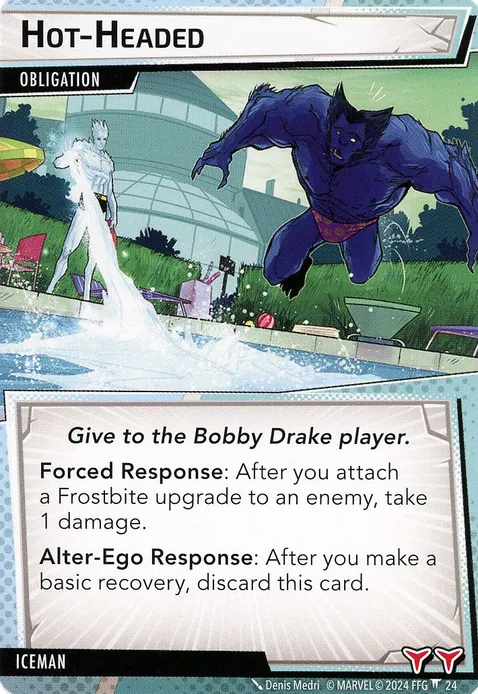 Hot-Headed
OBLIGATION
Give to the Bobby Drake player.
Forced Response: After you attach
a Frostbite upgrade to an enemy, take
1 damage.
Alter-Ego Response: After you make a
basic recovery, discard this card.
ICEMAN
Denis Medri © MARVEL © 2024 FFG 24